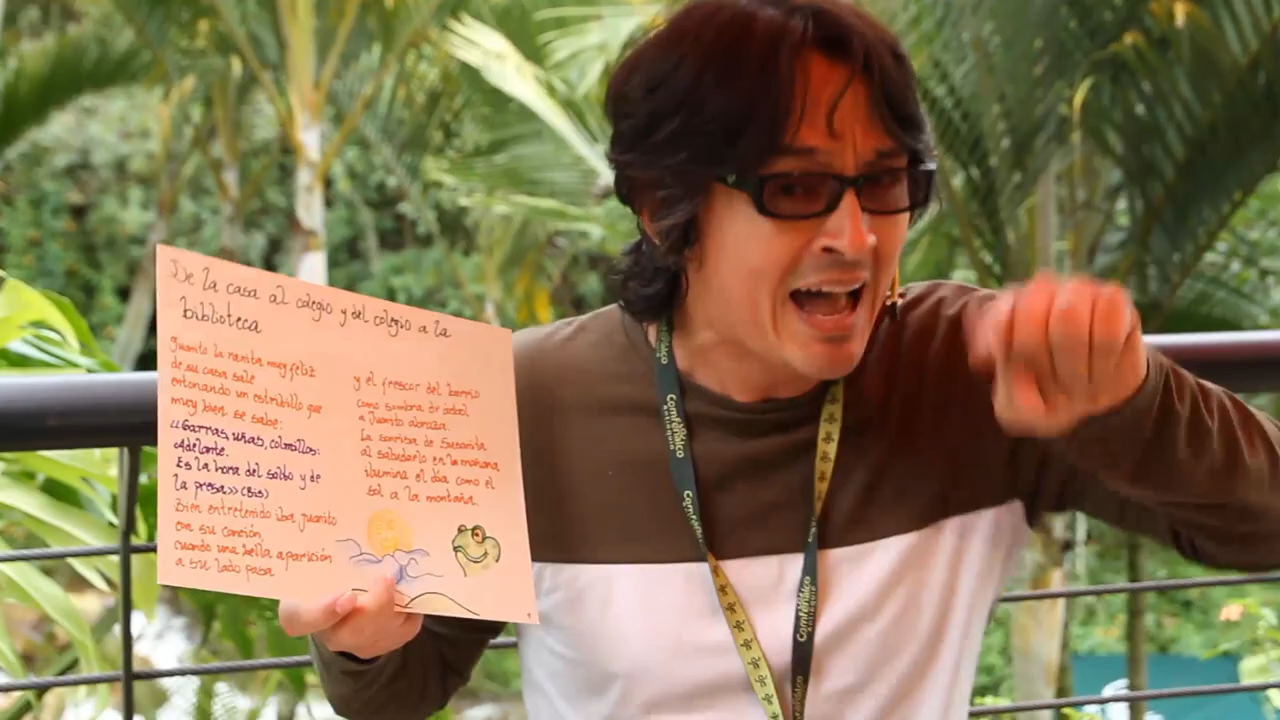 De la casa al colegio y del colegio a la
biblioteca
Juanito la ranita muy feliz
de su casa sale
entonando un estribillo que
muy bien se sabe:
<<Garras, uñas, colmillos:
Adelante.
Es la hora del salto y de
la presa>> (Bis)
Bien entretenido iba Juanito
con su canción,
cuando una bella aparición
a su lado pasa
y el frescor del barrio
como sombra de árbol
a Juanito abraza.
La sonrisa de Susanita
al saludarlo en la mañana
ilumina el día como el
sol a la montaña.
Comfenalco
Antioquia
Comfenalco
Antioquia